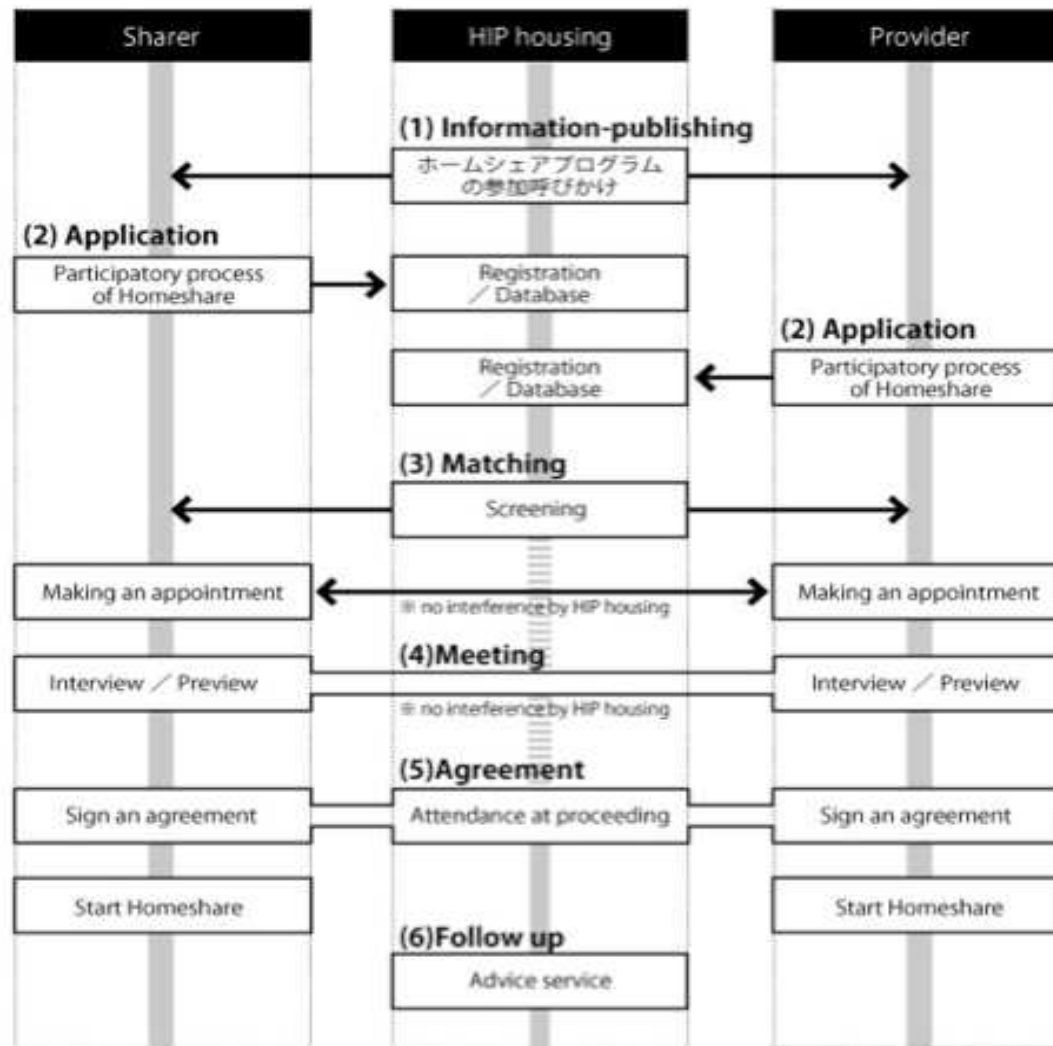 Sharer
HIP housing
Provider
(1) Information-publishing
ホームシェアプログラム
の参加呼びかけ
(2) Application
Participatory process
of Homeshare
Registration
／ Database
(2) Application
Registration
／ Database
Participatory process
of Homeshare
(3) Matching
Screening
Making an appointment
Making an appointment
※ no interference by HIP housing
(4)Meeting
Interview ／ Preview
Interview ／ Preview
※ no interference by HIP housing
(5)Agreement
Sign an agreement
Attendance at proceeding
Sign an agreement
Start Homeshare
Start Homeshare
(6)Follow up
Advice service